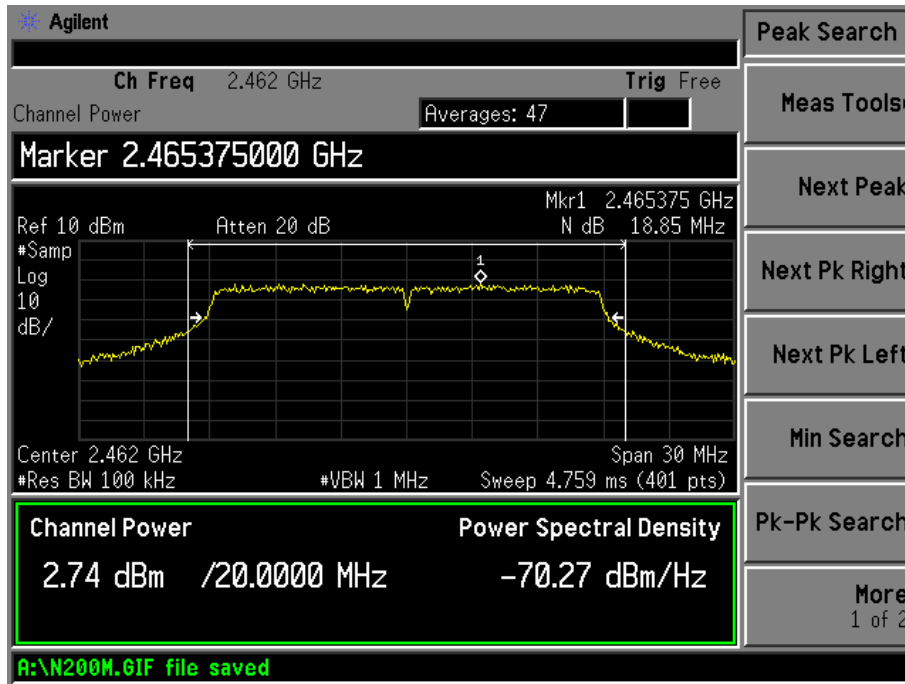 Agilent
Peak Search
Ch Freq 2.462 GHz Trig Free
Channel Power Averages: 47
Meas Tools
Marker 2.465375000 GHz
Next Peak
Mkr1 2.465375 GHz
Ref 10 dBm Atten 20 dB N dB 18.85 MHz
#Samp
Log
10
dB/
1
Next Pk Right
Next Pk Left
Min Search
Center 2.462 GHz Span 30 MHz
#Res BW 100 kHz #VBW 1 MHz Sweep 4.759 ms (401 pts)
Pk-Pk Search
Channel Power Power Spectral Density
2.74 dBm /20.0000 MHz -70.27 dBm/Hz
More
1 of 2
A:\N200M.GIF file saved